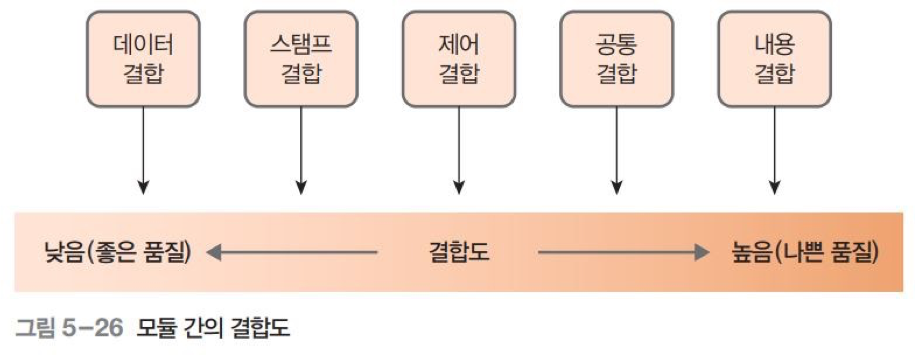 데이터
결합
스탬프
결합
제어
결합
공통
결합
내용
결합
낮음(좋은 품질)
결합도
높음(나쁜 품질)
그림 5-26 모듈 간의 결합도